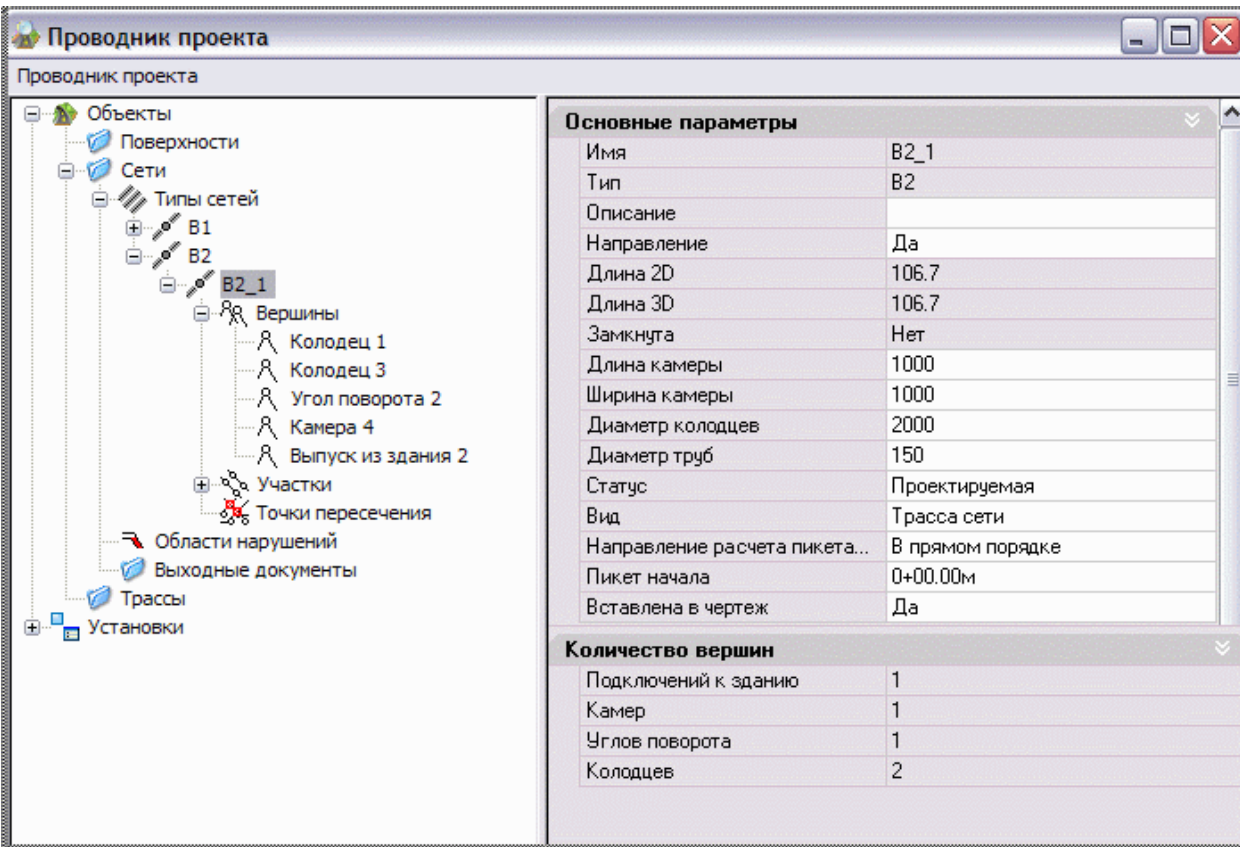 Проводник проекта
Проводник проекта
Объекты
Поверхности
Сети
Типы сетей
В1
В2
В2_1
Вершины
Колодец 1
Колодец 3
Угол поворота 2
Камера 4
Выпуск из здания 2
Участки
Точки пересечения
Области нарушений
Выходные документы
Трассы
Установки
Основные параметры
Имя В2_1
Тип В2
Описание
Направление Да
Длина 2D 106.7
Длина 3D 106.7
Замкнута Нет
Длина камеры 1000
Ширина камеры 1000
Диаметр колодцев 2000
Диаметр труб 150
Статус Проектируемая
Вид Трасса сети
Направление расчета пикета... В прямом порядке
Пикет начала 0+00.00м
Вставлена в чертеж Да
Количество вершин
Подключений к зданию 1
Камер 1
Углов поворота 1
Колодцев 2